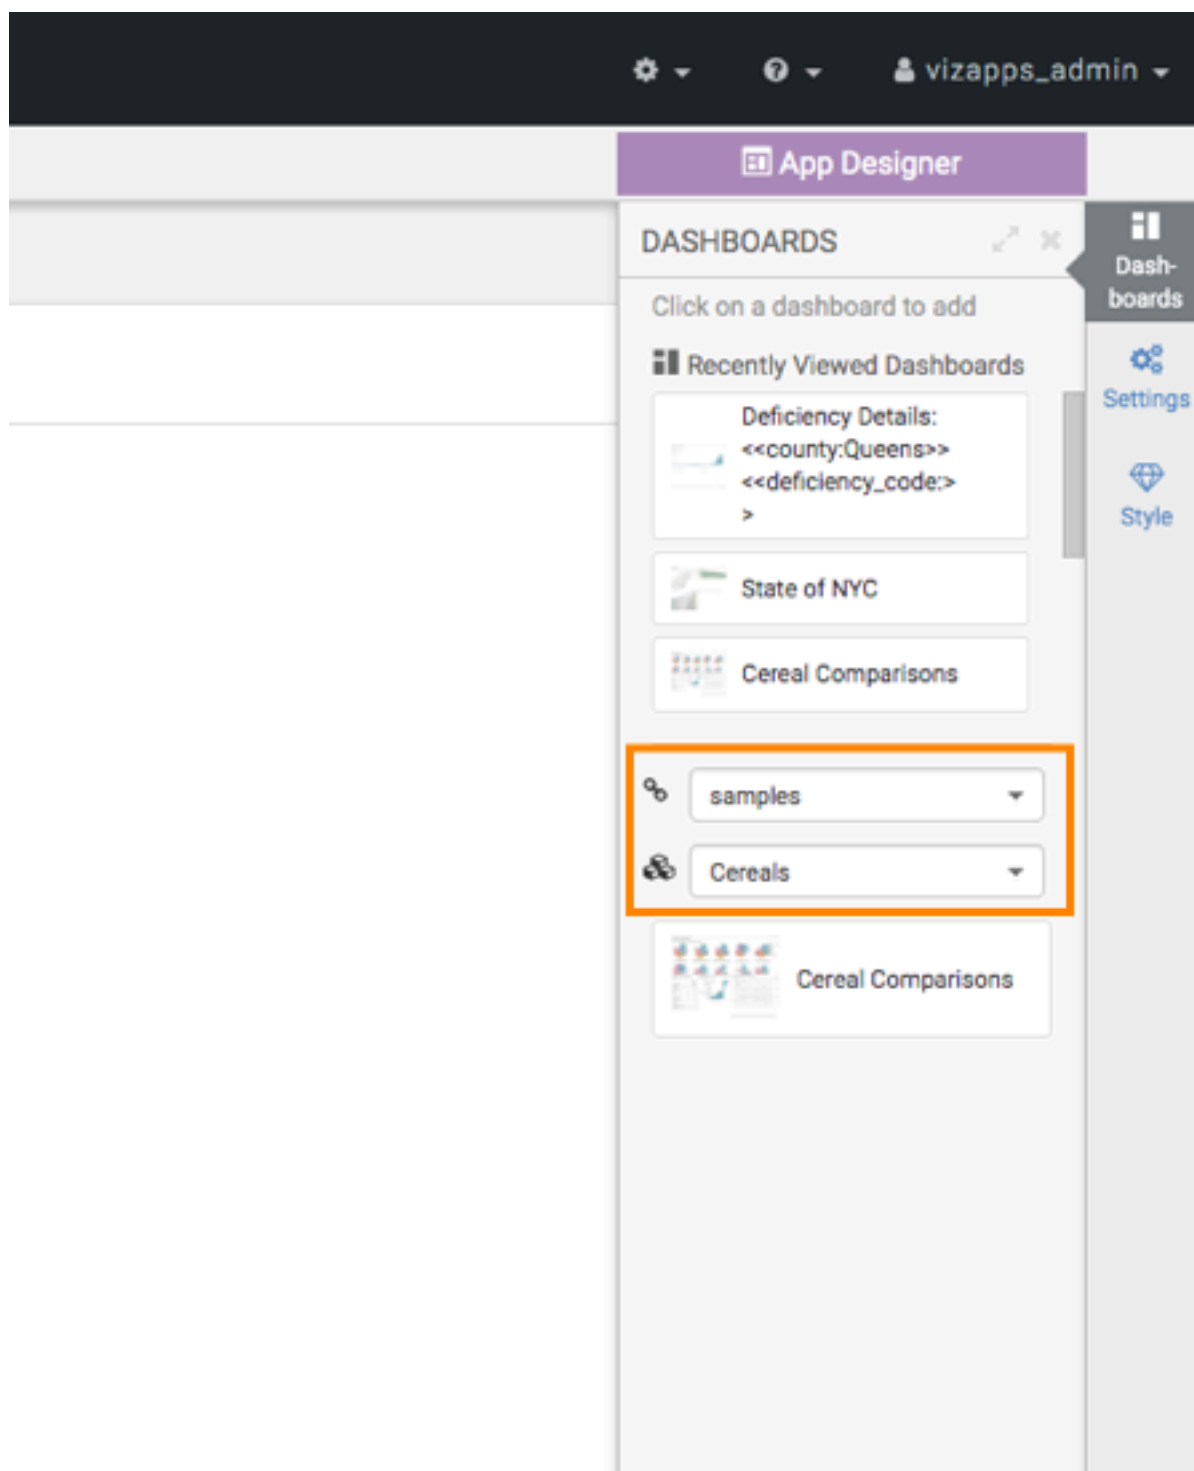 vizapps_admin
App Designer
DASHBOARDS
Click on a dashboard to add
Recently Viewed Dashboards
Deficiency Details:
<<county:Queens>>
<<deficiency_code:>
>
State of NYC
Cereal Comparisons
samples
Cereals
Cereal Comparisons
Dash-
boards
Settings
Style